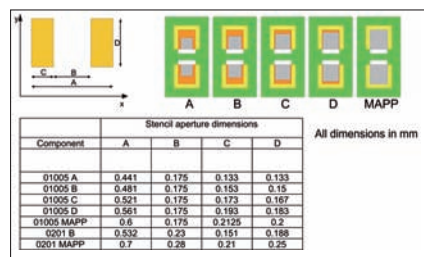 y
D
C B
A
x
A B C D MAPP
Stencil aperture dimensions
Component A B C D
All dimensions in mm
01005 A 0.441 0.175 0.133 0.133
01005 B 0.481 0.175 0.153 0.15
01005 C 0.521 0.175 0.173 0.167
01005 D 0.561 0.175 0.193 0.183
01005 MAPP 0.6 0.175 0.2125 0.2
0201 B 0.532 0.23 0.151 0.188
0201 MAPP 0.7 0.28 0.21 0.25